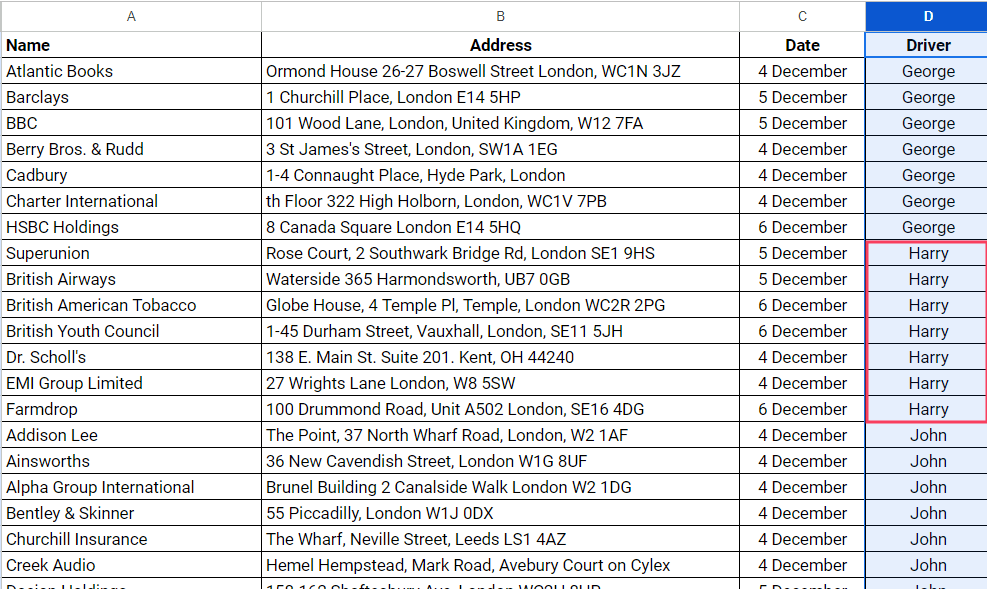 A B C D
Name Address Date Driver
Atlantic Books Ormond House 26-27 Boswell Street London, WC1N 3JZ 4 December George
Barclays 1 Churchill Place, London E14 5HP 5 December George
BBC 101 Wood Lane, London, United Kingdom, W12 7FA 5 December George
Berry Bros. & Rudd 3 St James's Street, London, SW1A 1EG 4 December George
Cadbury 1-4 Connaught Place, Hyde Park, London 4 December George
Charter International th Floor 322 High Holborn, London, WC1V 7PB 4 December George
HSBC Holdings 8 Canada Square London E14 5HQ 6 December George
Superunion Rose Court, 2 Southwark Bridge Rd, London SE1 9HS 5 December Harry
British Airways Waterside 365 Harmondsworth, UB7 0GB 5 December Harry
British American Tobacco Globe House, 4 Temple Pl, Temple, London WC2R 2PG 6 December Harry
British Youth Council 1-45 Durham Street, Vauxhall, London, SE11 5JH 6 December Harry
Dr. Scholl's 138 E. Main St. Suite 201. Kent, OH 44240 4 December Harry
EMI Group Limited 27 Wrights Lane London, W8 5SW 4 December Harry
Farmdrop 100 Drummond Road, Unit A502 London, SE16 4DG 6 December Harry
Addison Lee The Point, 37 North Wharf Road, London, W2 1AF 4 December John
Ainsworths 36 New Cavendish Street, London W1G 8UF 4 December John
Alpha Group International Brunel Building 2 Canalside Walk London W2 1DG 4 December John
Bentley & Skinner 55 Piccadilly, London W1J 0DX 4 December John
Churchill Insurance The Wharf, Neville Street, Leeds LS1 4AZ 4 December John
Creek Audio Hemel Hempstead, Mark Road, Avebury Court on Cylex 4 December John